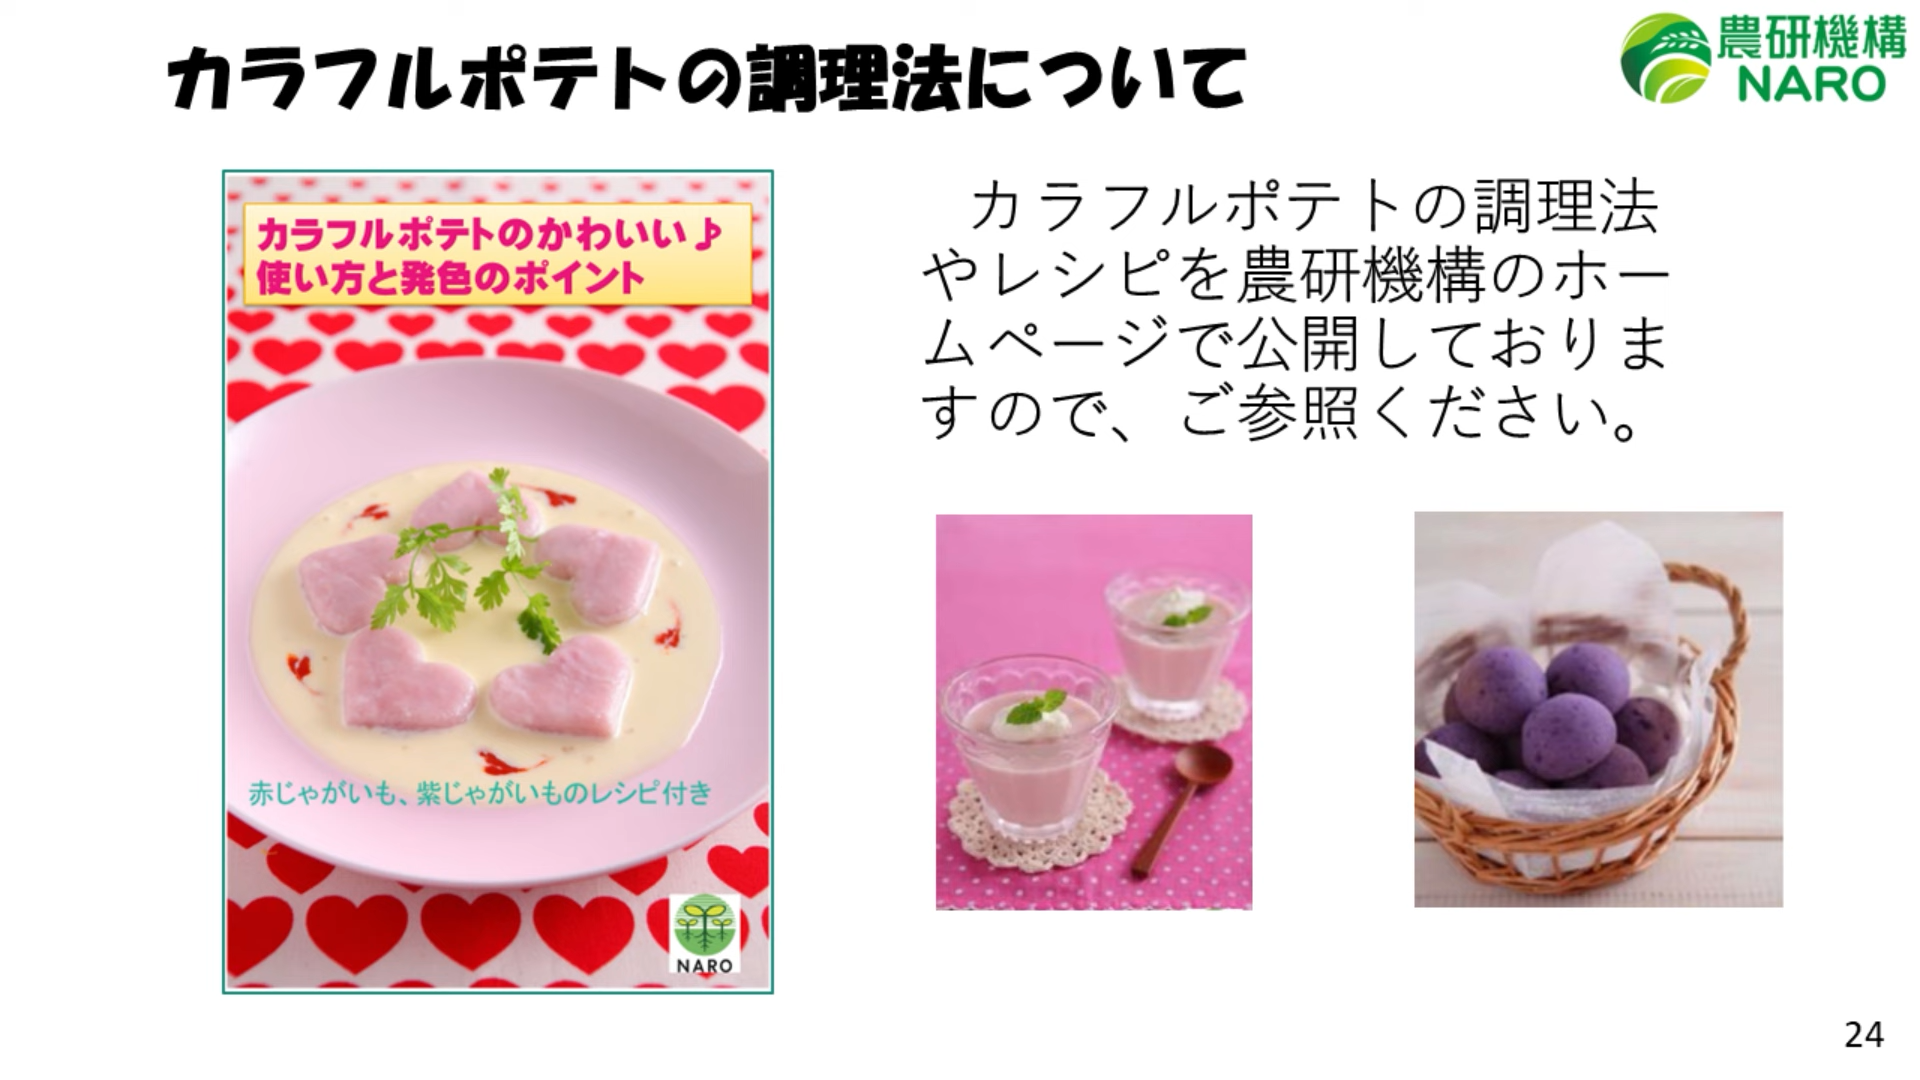 カラフルポテトの調理法について
農研機構
NARO
カラフルポテトのかわいい♪
使い方と発色のポイント
赤じゃがいも、紫じゃがいものレシピ付き
NARO
カラフルポテトの調理法
やレシピを農研機構のホー
ムページで公開しておりま
すので、ご参照ください。
24